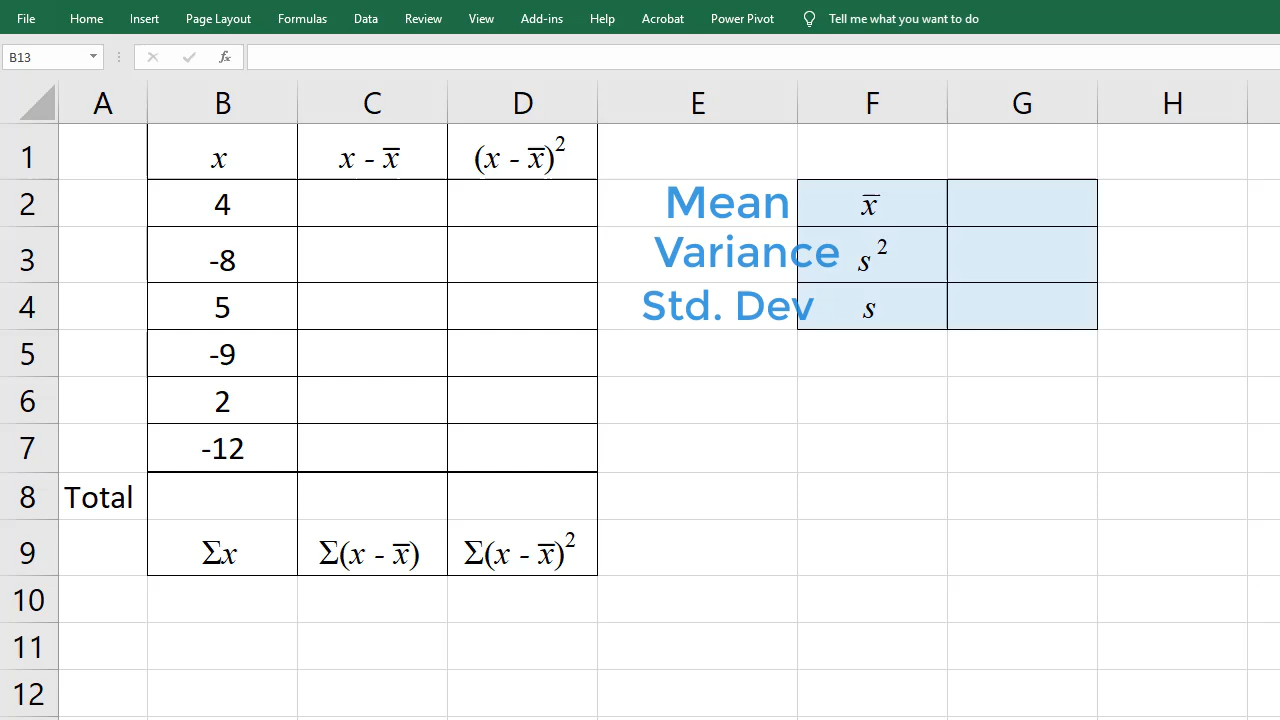 File Home Insert Page Layout Formulas Data Review View Add-ins Help Acrobat Power Pivot Tell me what you want to do
B13 fx
A B C D E F G H
1 x x - x̅ (x - x̅)²
2 4 Mean x̅
3 -8 Variance s²
4 5 Std. Dev s
5 -9
6 2
7 -12
8 Total
9 Σx Σ(x - x̅) Σ(x - x̅)²
10
11
12